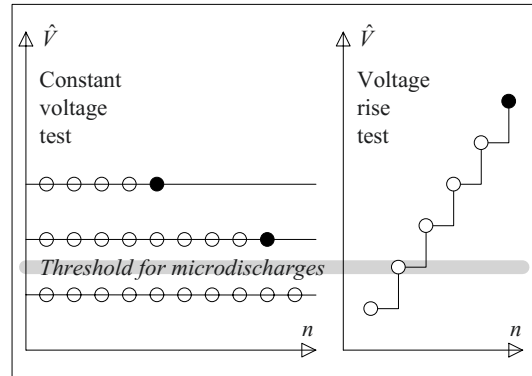 V̂
Constant
voltage
test
Threshold for microdischarges
n
V̂
Voltage
rise
test
n